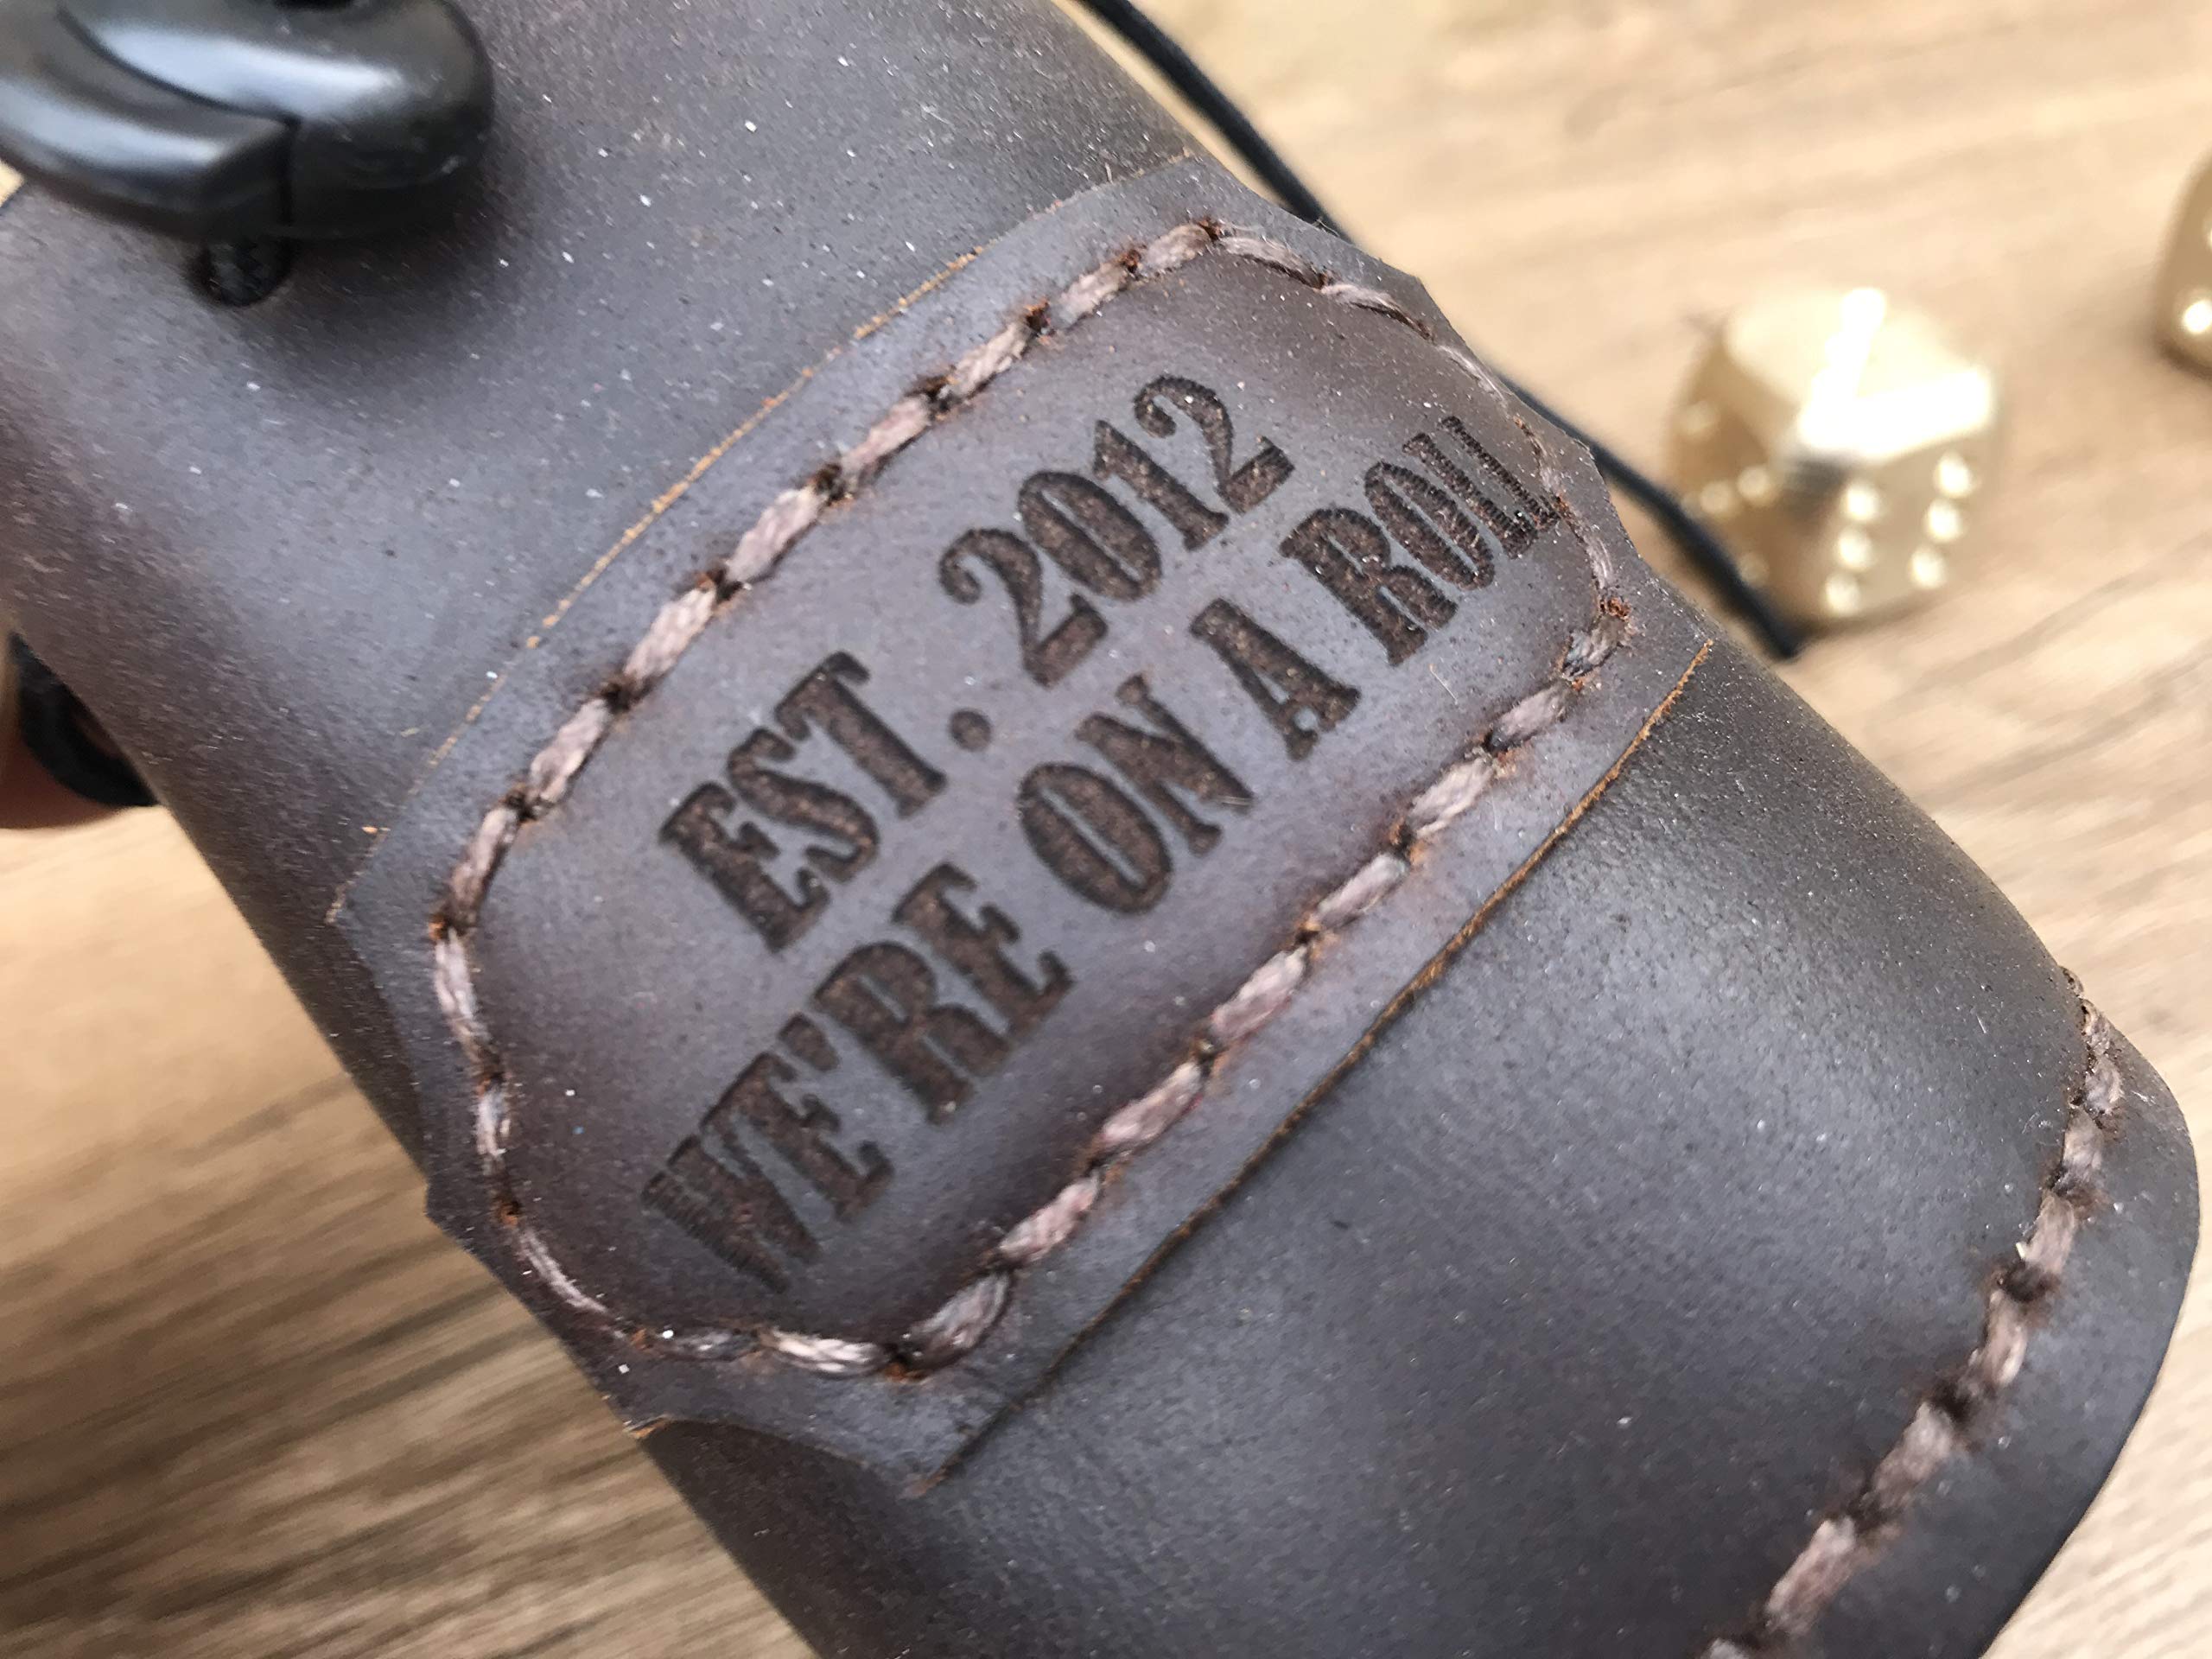 EST. 2012
WE'RE ON A ROLL